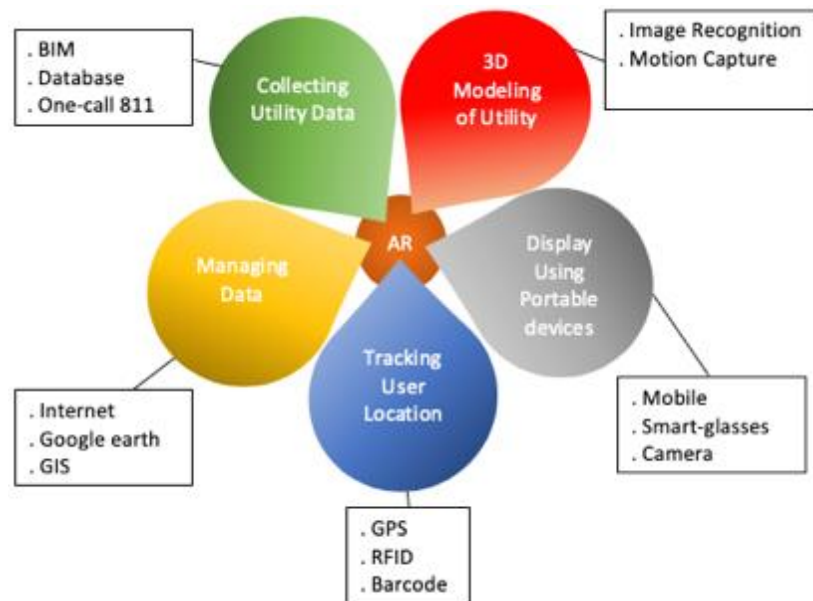 . BIM
. Database
. One-call 811
Collecting
Utility Data
3D
Modeling
of Utility
. Image Recognition
. Motion Capture
AR
Managing
Data
Display
Using
Portable
devices
Tracking
User
Location
. Internet
. Google earth
. GIS
. Mobile
. Smart-glasses
. Camera
. GPS
. RFID
. Barcode